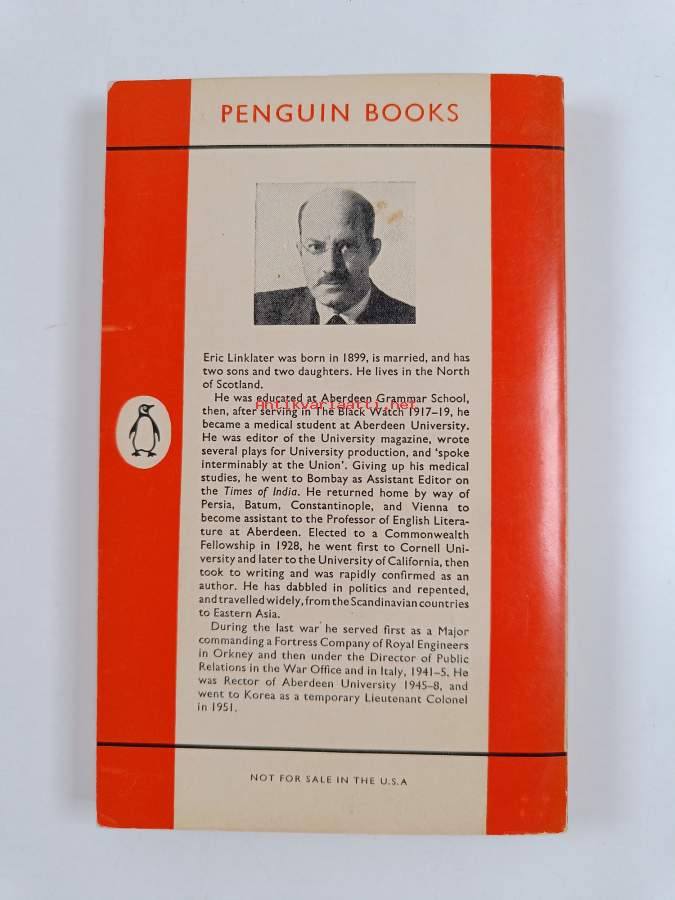 PENGUIN BOOKS
Eric Linklater was born in 1899, is married, and has
two sons and two daughters. He lives in the North
of Scotland.
He was educated at Aberdeen Grammar School,
Antikvariaatti.net
then, after serving in The Black Watch 1917–19, he
became a medical student at Aberdeen University.
He was editor of the University magazine, wrote
several plays for University production, and ‘spoke
interminably at the Union’. Giving up his medical
studies, he went to Bombay as Assistant Editor on
the Times of India. He returned home by way of
Persia, Batum, Constantinople, and Vienna to
become assistant to the Professor of English Litera-
ture at Aberdeen. Elected to a Commonwealth
Fellowship in 1928, he went first to Cornell Uni-
versity and later to the University of California, then
took to writing and was rapidly confirmed as an
author. He has dabbled in politics and repented,
and travelled widely, from the Scandinavian countries
to Eastern Asia.
During the last war he served first as a Major
commanding a Fortress Company of Royal Engineers
in Orkney and then under the Director of Public
Relations in the War Office and in Italy, 1941–5. He
was Rector of Aberdeen University 1945–8, and
went to Korea as a temporary Lieutenant Colonel
in 1951.
NOT FOR SALE IN THE U.S.A